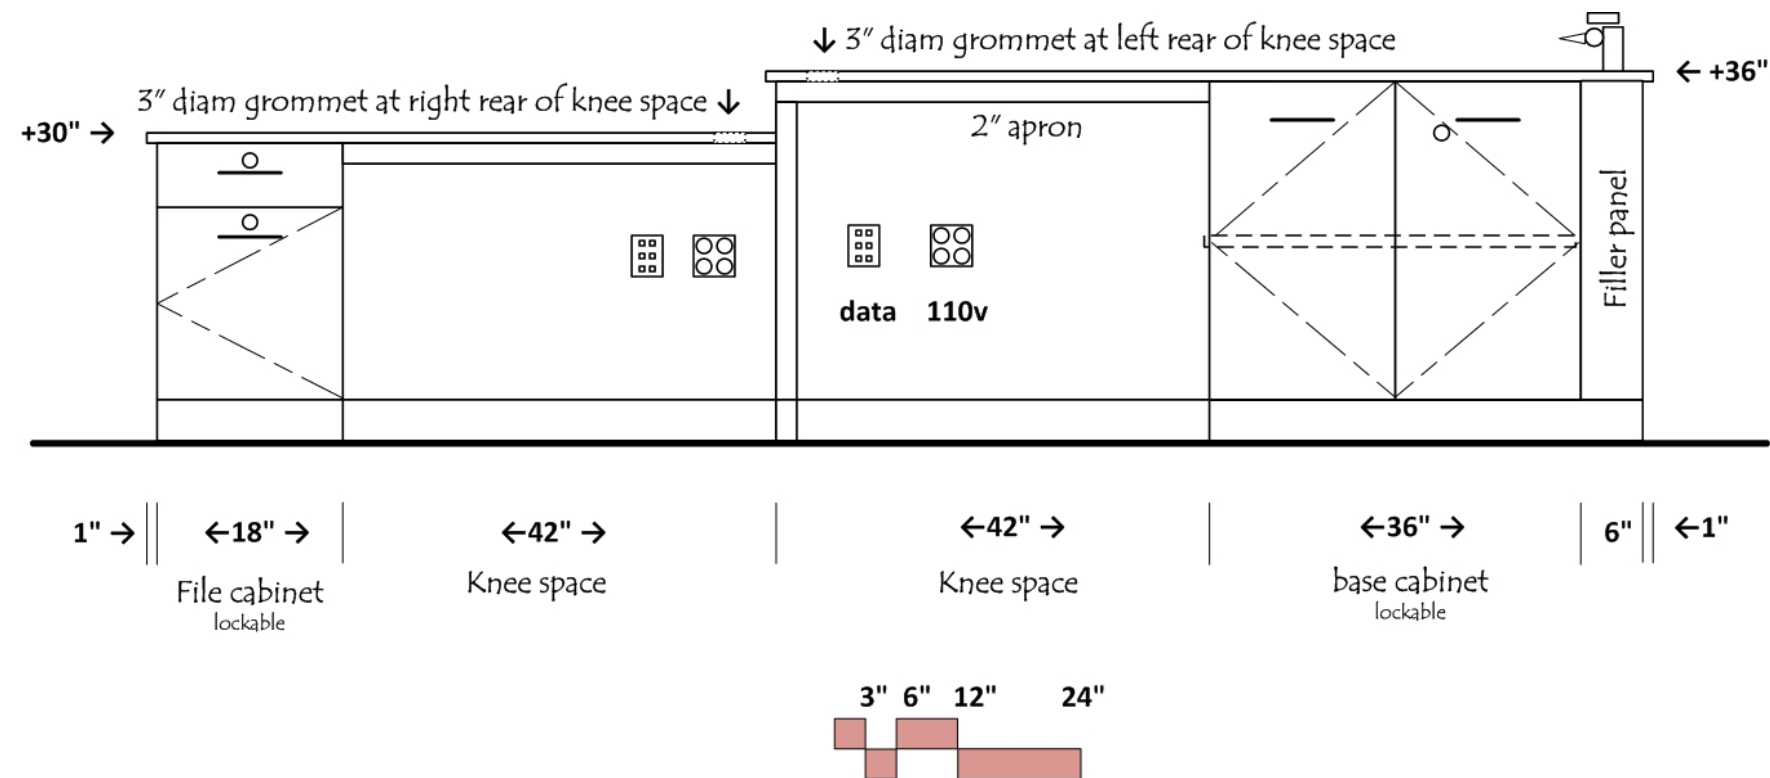 ↓ 3" diam grommet at left rear of knee space
← +36"
3" diam grommet at right rear of knee space ↓
+30" →
2" apron
Filler panel
data 110v
1" → ←18" → ←42" → ←42" → ←36" → 6" ←1"
File cabinet
lockable
Knee space
Knee space
base cabinet
lockable
3" 6" 12" 24"